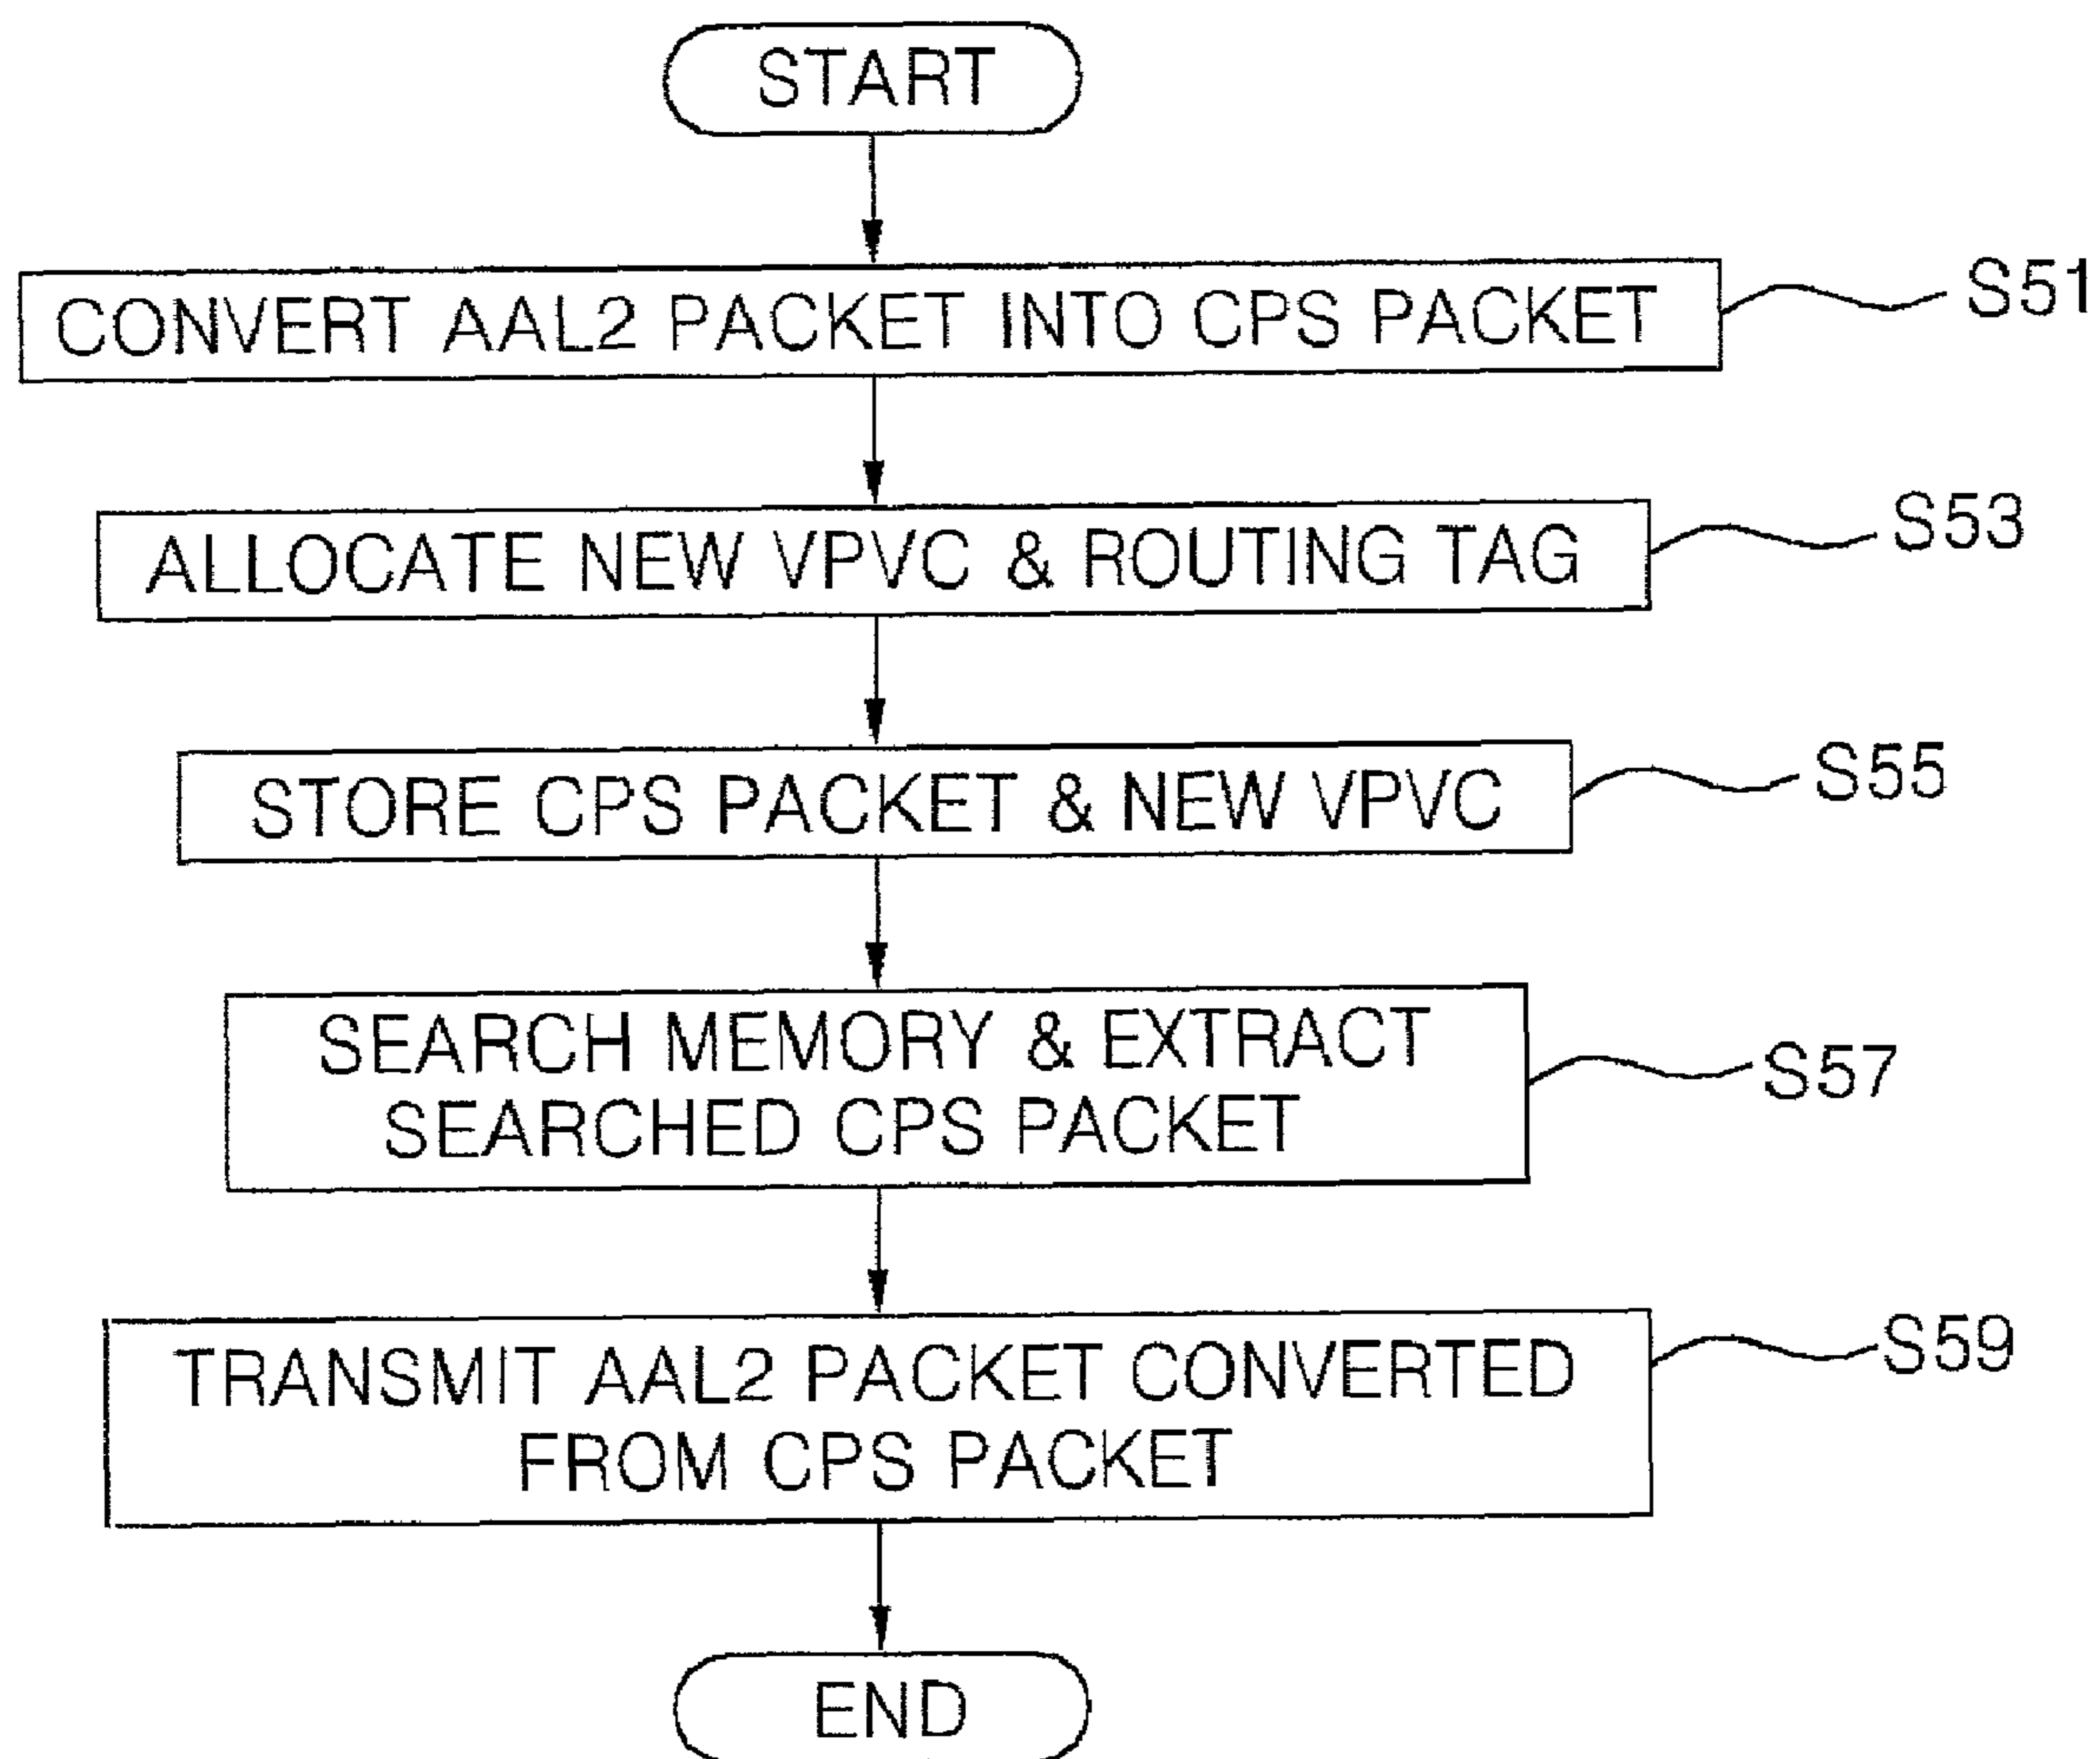 START
CONVERT AAL2 PACKET INTO CPS PACKET
S51
ALLOCATE NEW VPVC & ROUTING TAG
S53
STORE CPS PACKET & NEW VPVC
S55
SEARCH MEMORY & EXTRACT
SEARCHED CPS PACKET
S57
TRANSMIT AAL2 PACKET CONVERTED
FROM CPS PACKET
S59
END